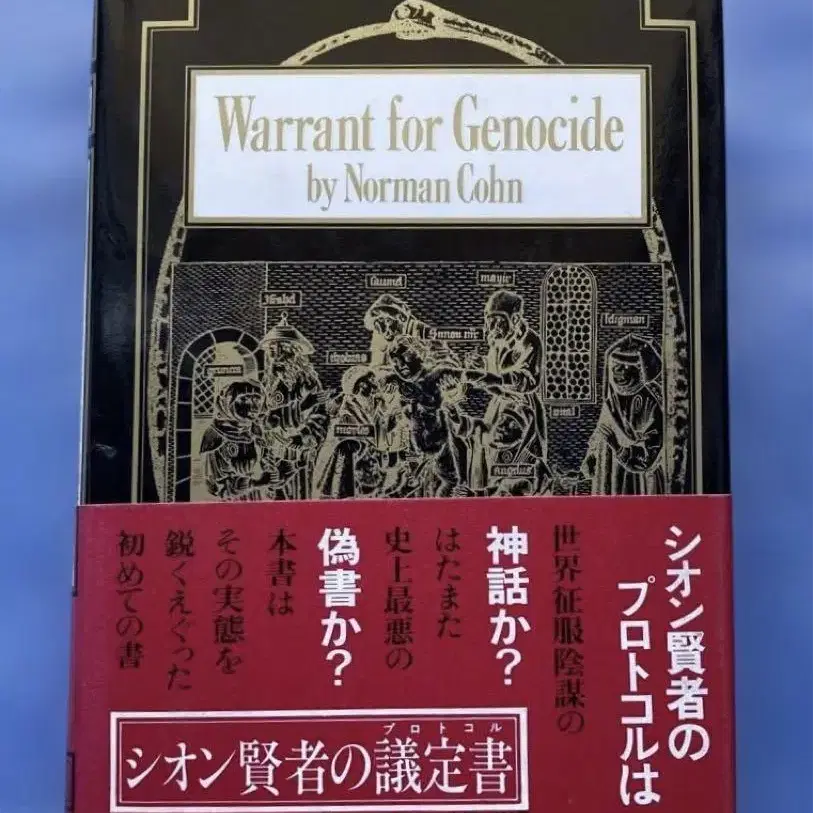 Warrant for Genocide
by Norman Cohn
mayir
Angelus
シオン賢者の
プロトコルは
世界征服陰謀の
神話か?
はたまた
史上最悪の
偽書か?
本書は
その実態を
鋭くえぐった
初めての書
プロトコル
シオン賢者の議定書